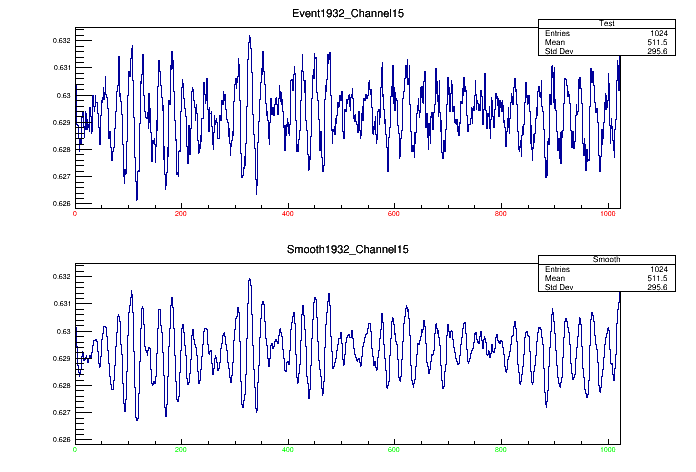 Event1932_Channel15
Test
Entries 1024
Mean 511.5
Std Dev 295.6
0.632
0.631
0.63
0.629
0.628
0.627
0.626
0 200 400 600 800 1000
Smooth1932_Channel15
Smooth
Entries 1024
Mean 511.5
Std Dev 295.6
0.632
0.631
0.63
0.629
0.628
0.627
0.626
0 200 400 600 800 1000